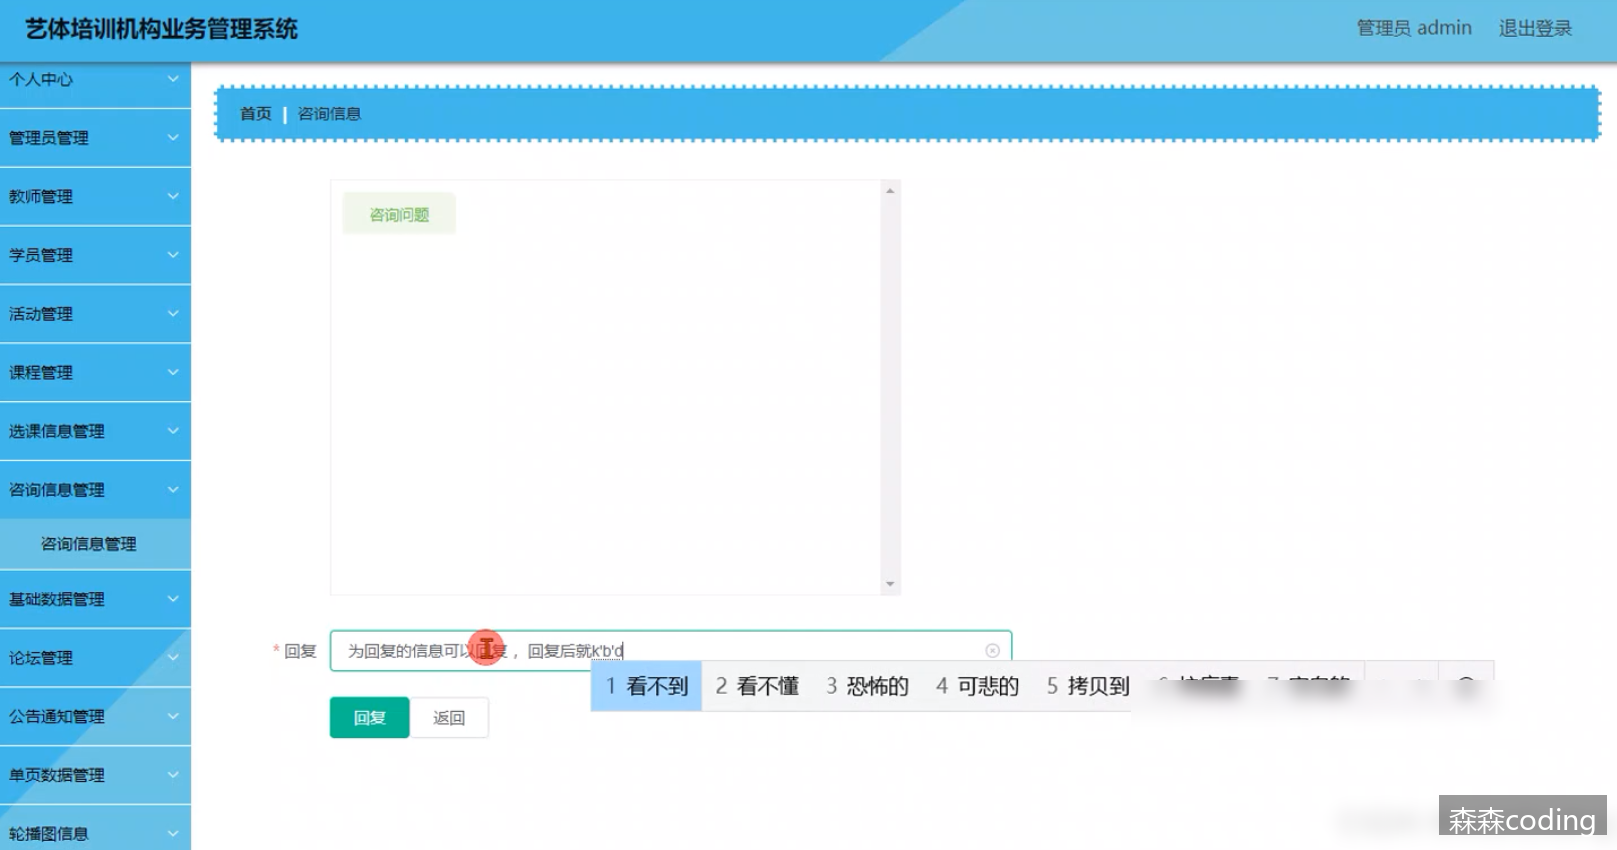 艺体培训机构业务管理系统
管理员 admin 退出登录
个人中心
管理员管理
教师管理
学员管理
活动管理
课程管理
选课信息管理
咨询信息管理
咨询信息管理
基础数据管理
论坛管理
公告通知管理
单页数据管理
轮播图信息
首页 | 咨询信息
咨询问题
* 回复
为回复的信息可以回复，回复后就k'b'd
1 看不到 2 看不懂 3 恐怖的 4 可悲的 5 拷贝到
回复 返回
森森coding